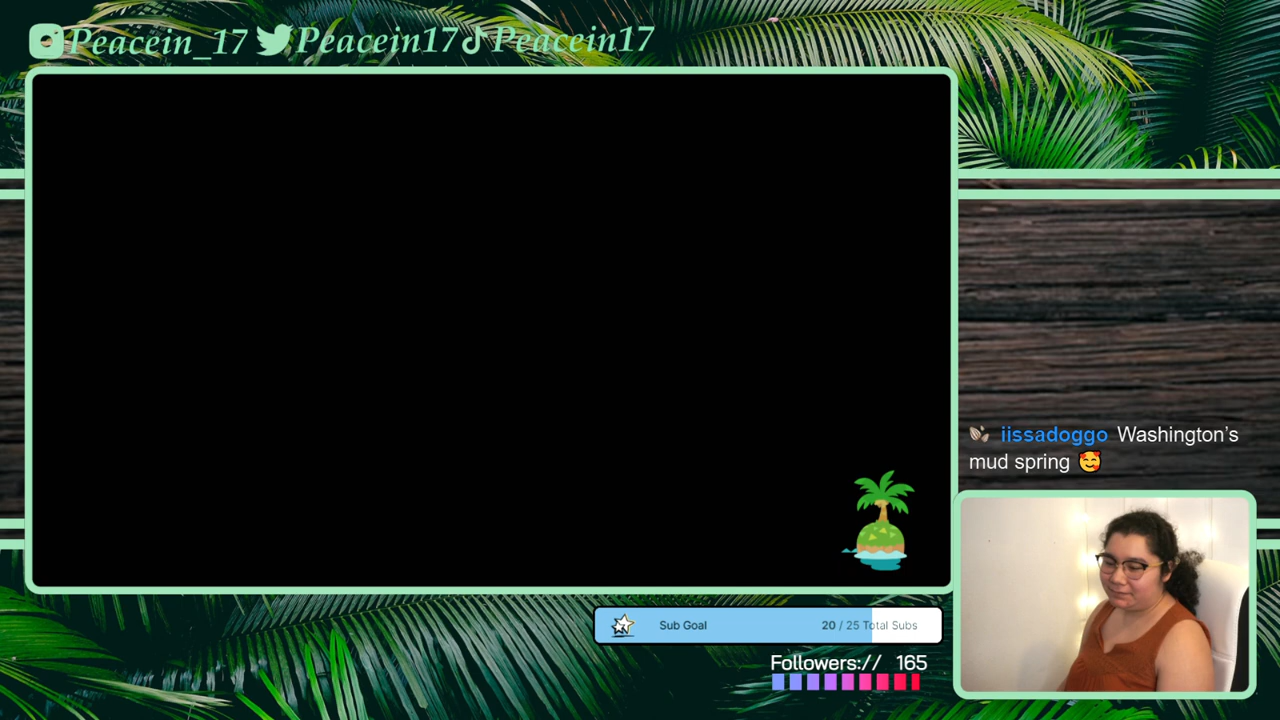 Peacein_17 Peacein17 Peacein17
iissadoggo Washington's
mud spring
Sub Goal 20 / 25 Total Subs
Followers:// 165